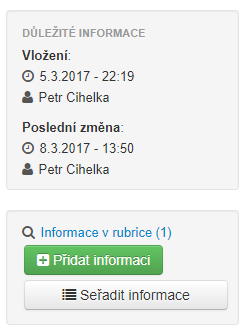 DŮLEŽITÉ INFORMACE
Vložení:
5.3.2017 - 22:19
Petr Cihelka
Poslední změna:
8.3.2017 - 13:50
Petr Cihelka
Informace v rubrice (1)
Přidat informaci
Seřadit informace